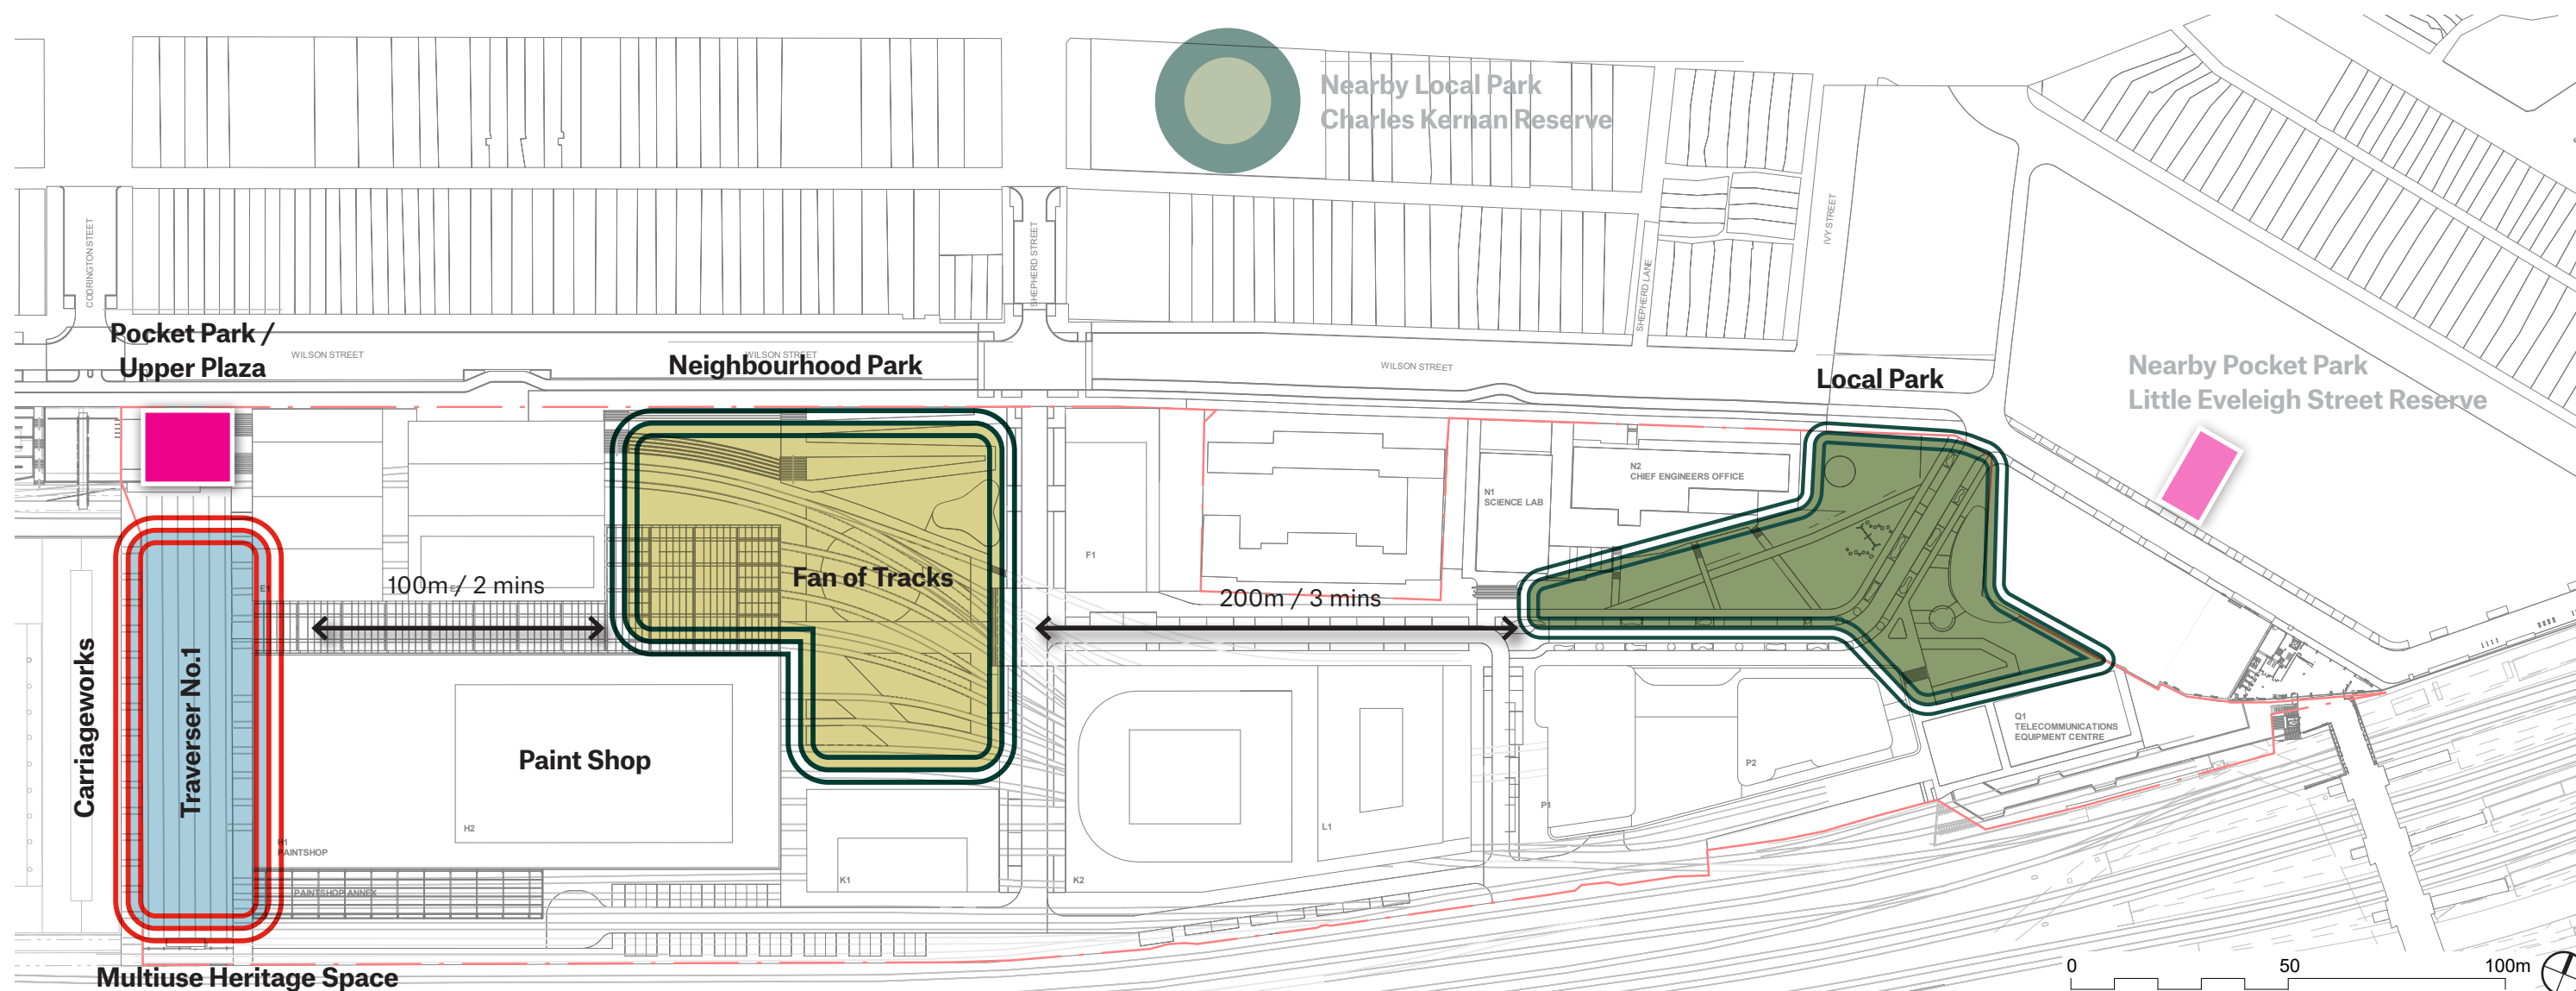 Nearby Local Park
Charles Kernan Reserve
CODRINGTON STEET
SHEPHERD STREET
SHEPHERD LANE
IVY STREET
Pocket Park /
Upper Plaza
WILSON STREET
WILSON STREET
Neighbourhood Park
WILSON STREET
Local Park
Nearby Pocket Park
Little Eveleigh Street Reserve
N2
CHIEF ENGINEERS OFFICE
N1
SCIENCE LAB
F1
E1
100m / 2 mins
Fan of Tracks
200m / 3 mins
Carriageworks
Traverser No.1
Paint Shop
Q1
TELECOMMUNICATIONS
EQUIPMENT CENTRE
P2
P1
H2
L1
H1
PAINTSHOP
K1
K2
PAINTSHOP ANNEX
Multiuse Heritage Space
0 50 100m